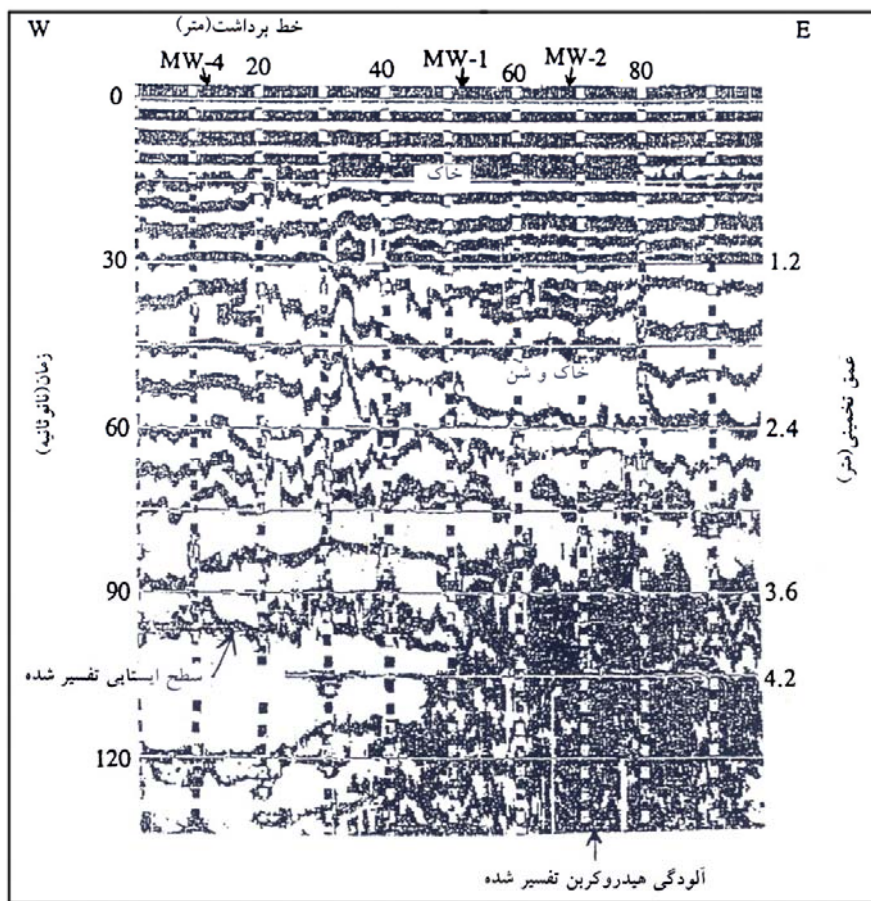 W
خط برداشت(متر)
E
MW-4 20 40 MW-1 60 MW-2 80
0
خاک
30
1.2
خاک و شن
زمان(نانوثانیه)
عمق تخمینی(متر)
60
2.4
90
3.6
سطح ایستابی تفسیر شده
4.2
120
آلودگی هیدروکربن تفسیر شده